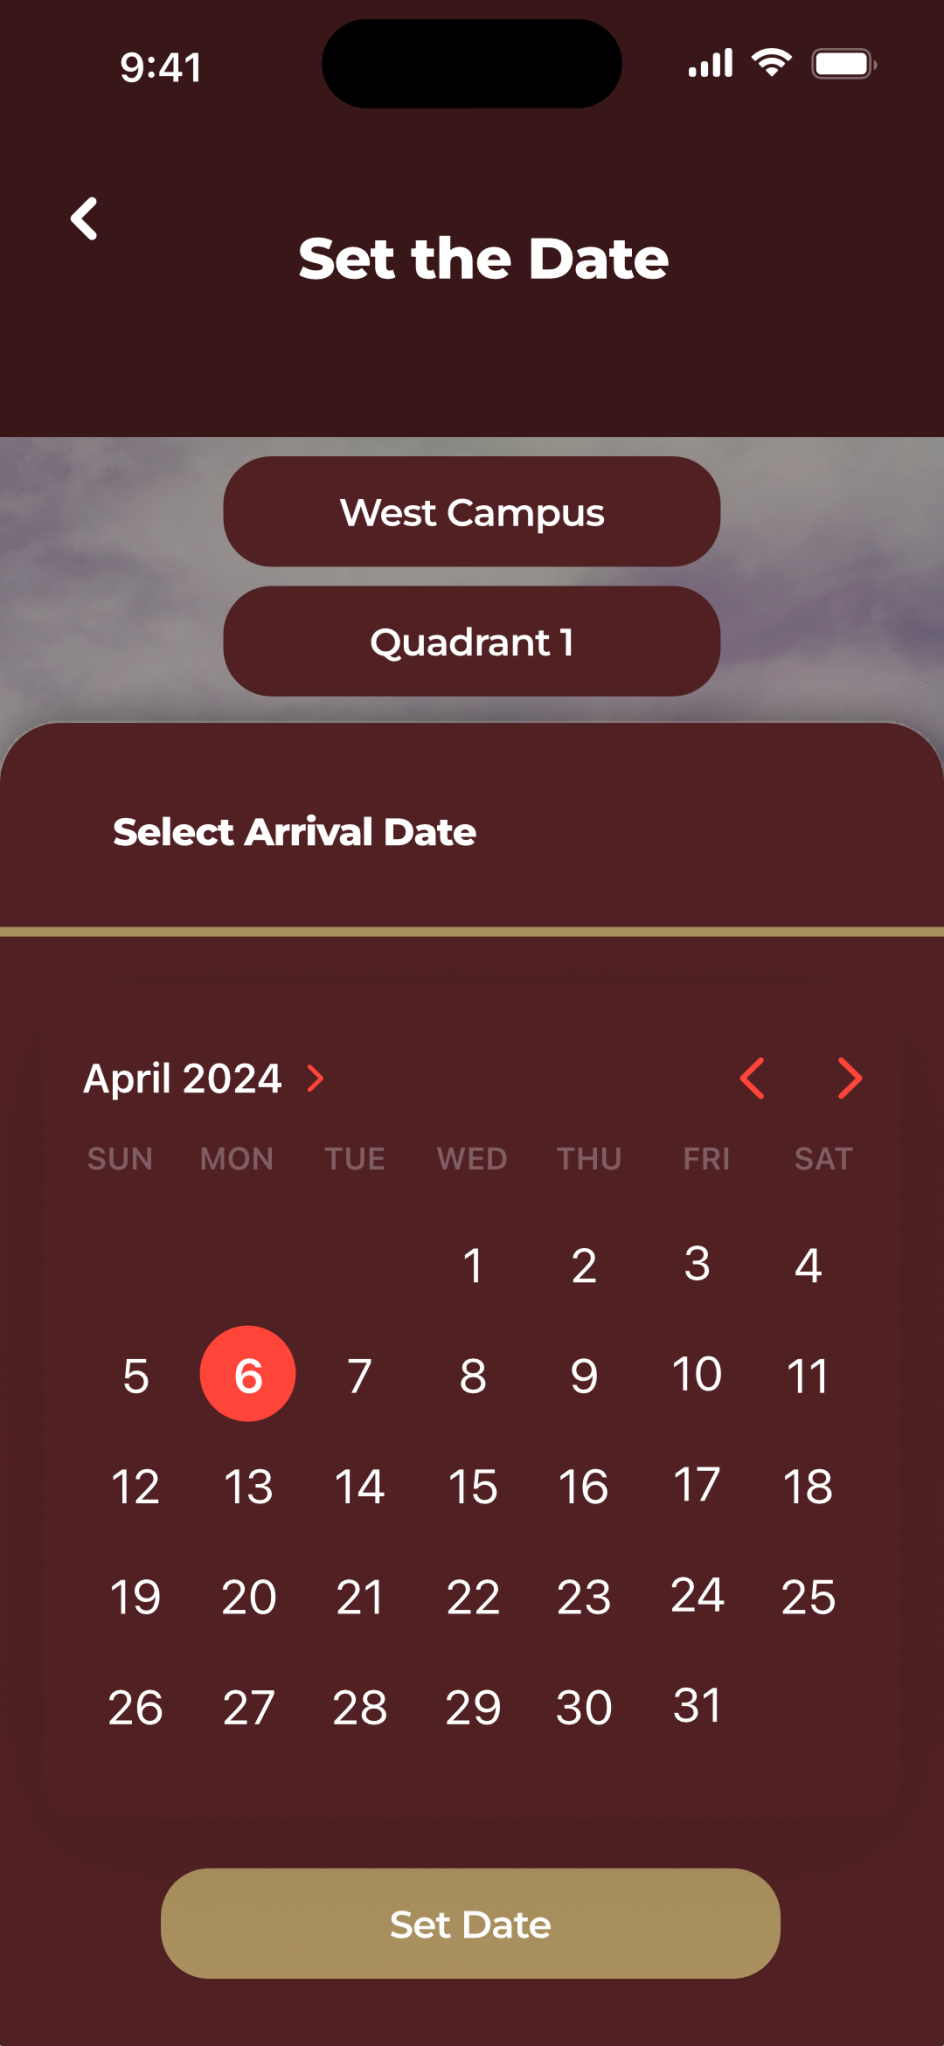 9:41
Set the Date
West Campus
Quadrant 1
Select Arrival Date
April 2024
SUN MON TUE WED THU FRI SAT
1 2 3 4
5 6 7 8 9 10 11
12 13 14 15 16 17 18
19 20 21 22 23 24 25
26 27 28 29 30 31
Set Date